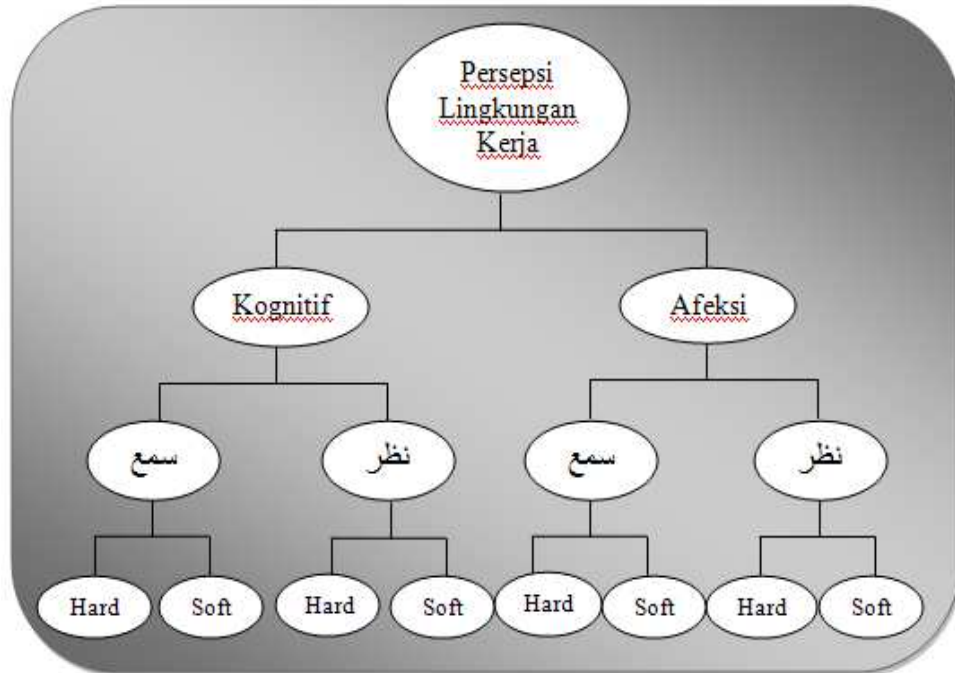 Persepsi
Lingkungan
Kerja
Kognitif
Afeksi
سمع
نظر
سمع
نظر
Hard
Soft
Hard
Soft
Hard
Soft
Hard
Soft